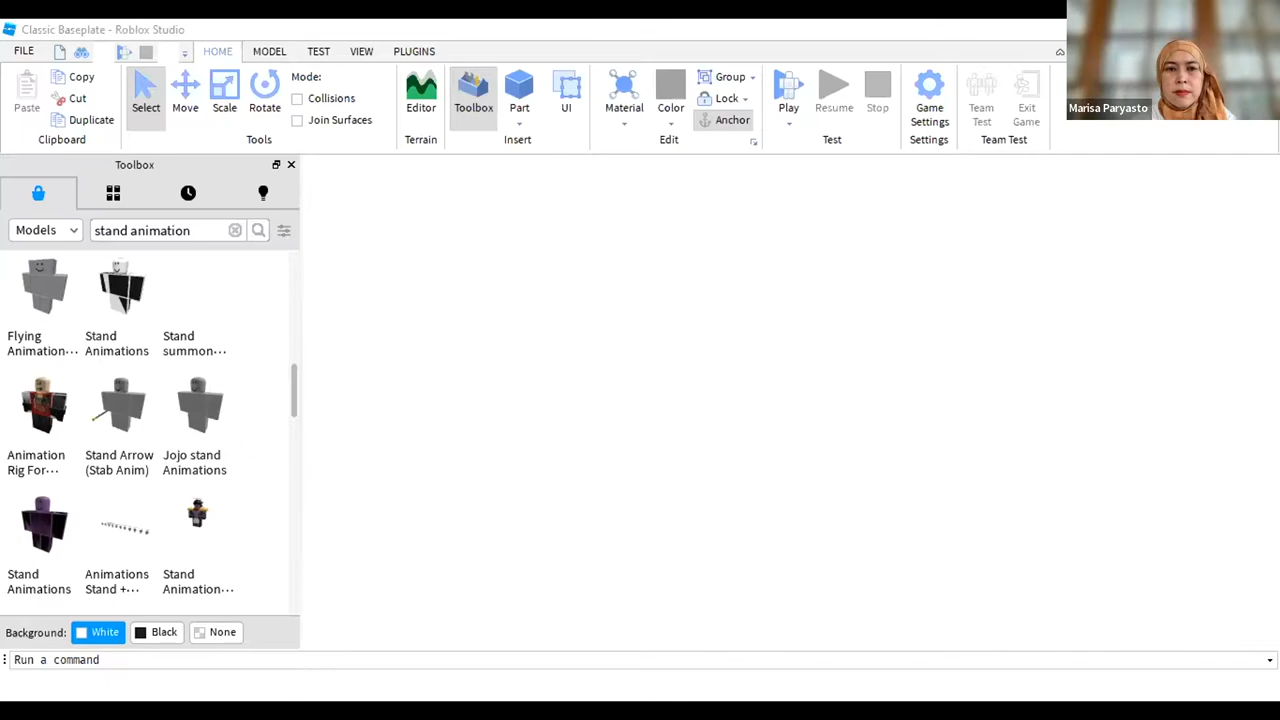 Classic Baseplate - Roblox Studio
FILE HOME MODEL TEST VIEW PLUGINS
Marisa Paryasto
Paste Copy Cut Duplicate
Clipboard
Select Move Scale Rotate
Mode:
Collisions
Join Surfaces
Tools
Editor
Terrain
Toolbox Part UI
Insert
Material Color Group Lock Anchor
Edit
Play Resume Stop
Test
Game Settings
Settings
Team Test Exit Game
Team Test
Toolbox
Models stand animation
Flying Animation··· Stand Animations Stand summon···
Animation Rig For··· Stand Arrow (Stab Anim) Jojo stand Animations
Stand Animations Animations Stand +··· Stand Animation···
Background: White Black None
Run a command